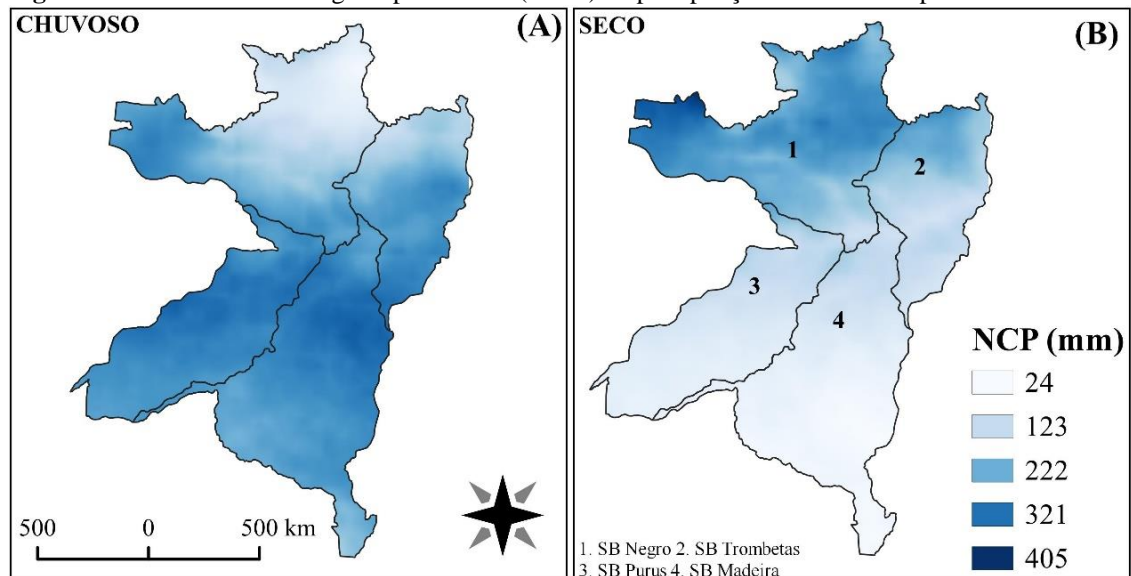 CHUVOSO
(A)
500 0 500 km
SECO
(B)
1
2
3
4
NCP (mm)
24
123
222
321
405
1. SB Negro 2. SB Trombetas
3. SB Purus 4. SB Madeira